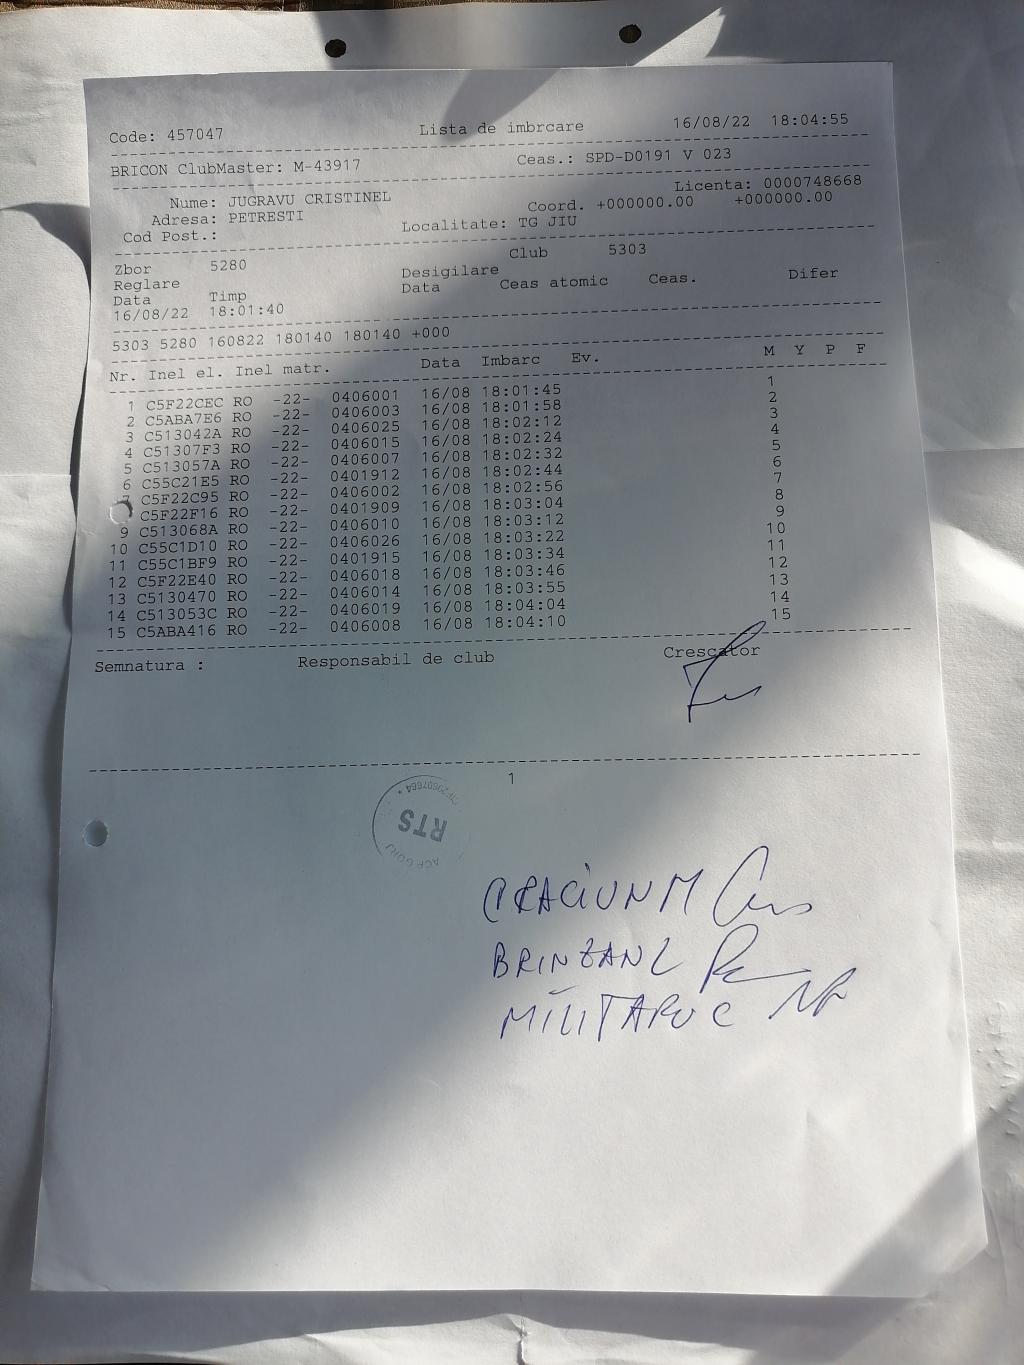 Code: 457047 Lista de imbrcare 16/08/22 18:04:55
BRICON ClubMaster: M-43917 Ceas.: SPD-D0191 V 023
Nume: JUGRAVU CRISTINEL Licenta: 0000748668
Adresa: PETRESTI Coord. +000000.00 +000000.00
Cod Post.: Localitate: TG JIU
Club 5303
Zbor 5280
Reglare Desigilare
Data Timp Data Ceas atomic Ceas. Difer
16/08/22 18:01:40
5303 5280 160822 180140 180140 +000
Nr. Inel el. Inel matr. Data Imbarc Ev. M Y P F
1 C5F22CEC RO -22- 0406001 16/08 18:01:45 1
2 C5ABA7E6 RO -22- 0406003 16/08 18:01:58 2
3 C513042A RO -22- 0406025 16/08 18:02:12 3
4 C51307F3 RO -22- 0406015 16/08 18:02:24 4
5 C513057A RO -22- 0406007 16/08 18:02:32 5
6 C55C21E5 RO -22- 0401912 16/08 18:02:44 6
7 C5F22C95 RO -22- 0406002 16/08 18:02:56 7
C5F22F16 RO -22- 0401909 16/08 18:03:04 8
9 C513068A RO -22- 0406010 16/08 18:03:12 9
10 C55C1D10 RO -22- 0406026 16/08 18:03:22 10
11 C55C1BF9 RO -22- 0401915 16/08 18:03:34 11
12 C5F22E40 RO -22- 0406018 16/08 18:03:46 12
13 C5130470 RO -22- 0406014 16/08 18:03:55 13
14 C513053C RO -22- 0406019 16/08 18:04:04 14
15 C5ABA416 RO -22- 0406008 16/08 18:04:10 15
Semnatura : Responsabil de club Crescator
1
ACP GORJ
RTS
CRACIUN M
BRINZAN L
MILITARU C